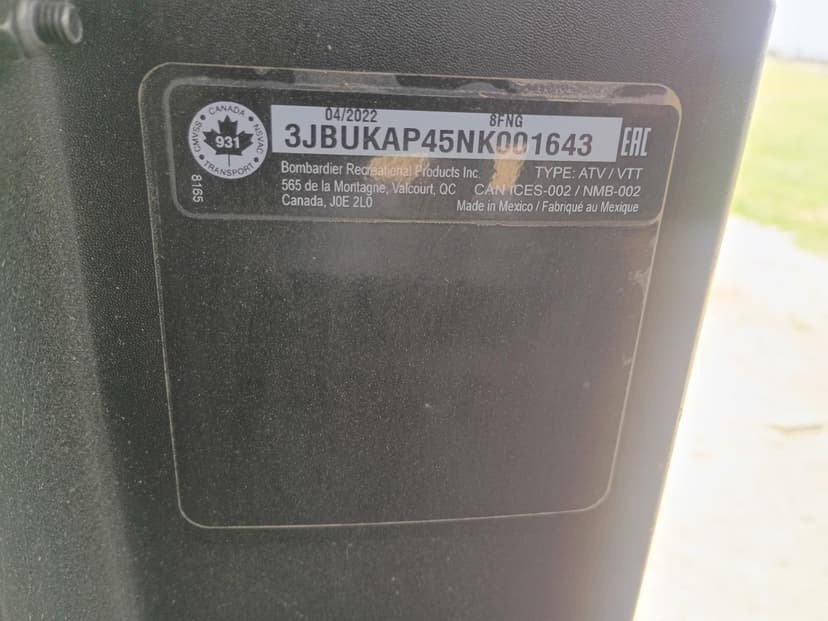 CANADA
CMVSS
931
NSVAC
TRANSPORT
8165
04/2022 8FNG
3JBUKAP45NK001643
EAC
Bombardier Recreational Products Inc. TYPE: ATV / VTT
565 de la Montagne, Valcourt, QC CAN ICES-002 / NMB-002
Canada, J0E 2L0 Made in Mexico / Fabriqué au Mexique